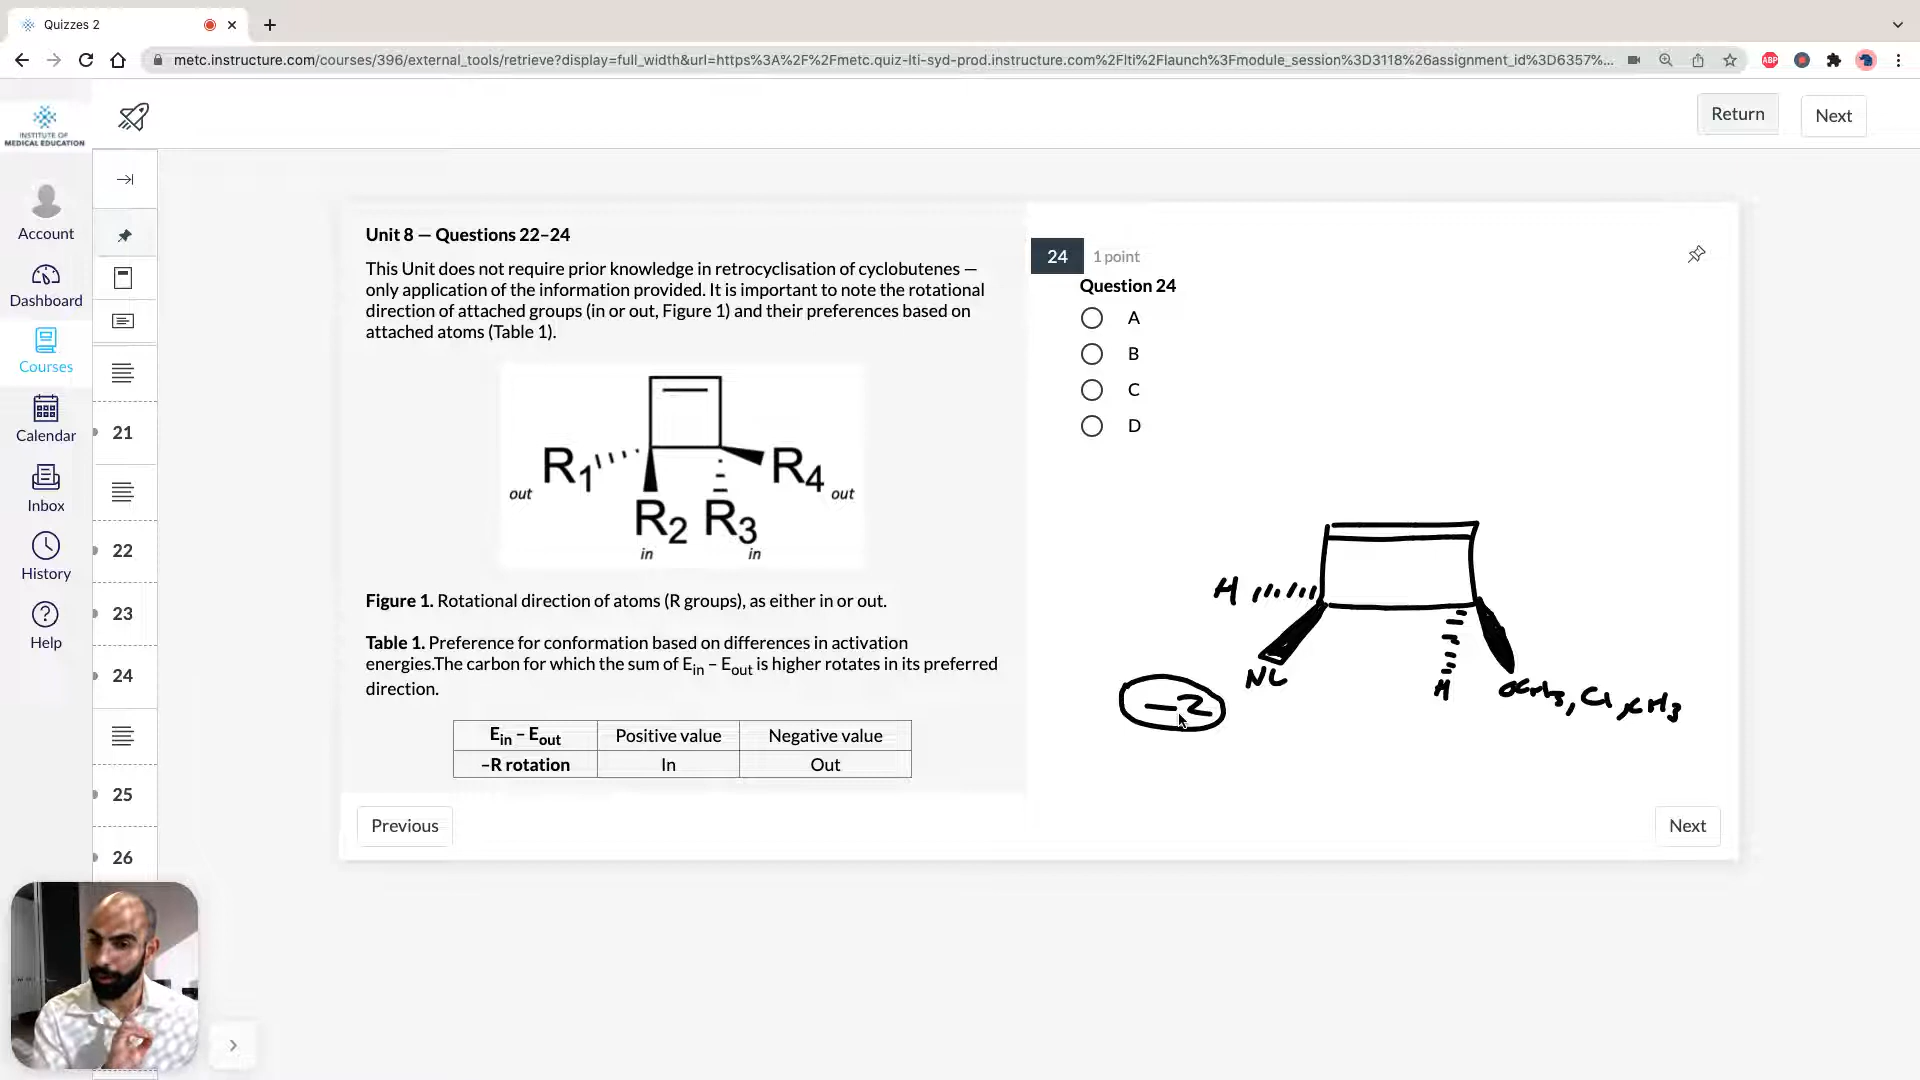 Quizzes 2
metc.instructure.com/courses/396/external_tools/retrieve?display=full_width&url=https%3A%2F%2Fmetc.quiz-lti-syd-prod.instructure.com%2Flti%2Flaunch%3Fmodule_session%3D3118%26assignment_id%3D6357%...
ABP
INSTITUTE OF
MEDICAL EDUCATION
Return
Next
Account
Dashboard
Courses
Calendar
Inbox
History
Help
21
22
23
24
25
26
Unit 8 — Questions 22–24
This Unit does not require prior knowledge in retrocyclisation of cyclobutenes —
only application of the information provided. It is important to note the rotational
direction of attached groups (in or out, Figure 1) and their preferences based on
attached atoms (Table 1).
R1
R4
out
out
R2 R3
in
in
Figure 1. Rotational direction of atoms (R groups), as either in or out.
Table 1. Preference for conformation based on differences in activation
energies.The carbon for which the sum of Ein – Eout is higher rotates in its preferred
direction.
Ein – Eout Positive value Negative value
–R rotation In Out
Previous
24 1 point
Question 24
A
B
C
D
H
H
OCH3, Cl, CH3
–2
Next